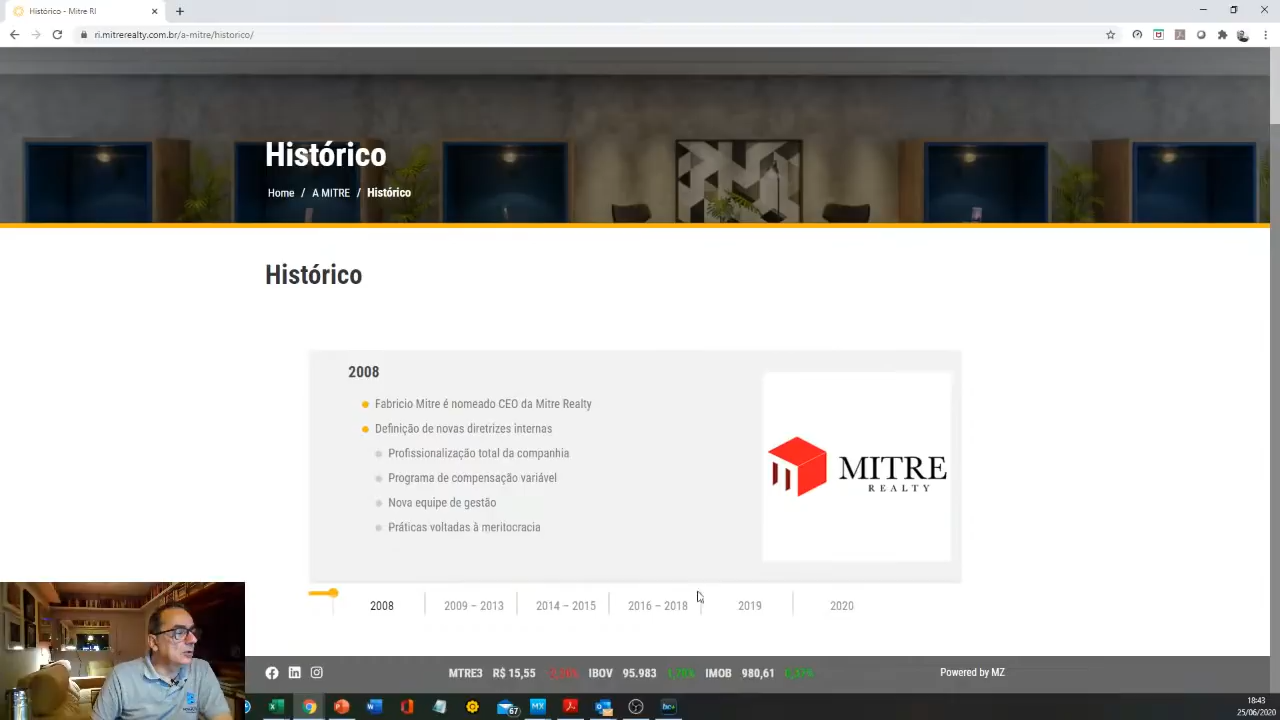 Histórico - Mitre RI
ri.mitrerealty.com.br/a-mitre/historico/
Histórico
Home / A MITRE / Histórico
Histórico
2008
Fabricio Mitre é nomeado CEO da Mitre Realty
Definição de novas diretrizes internas
Profissionalização total da companhia
Programa de compensação variável
Nova equipe de gestão
Práticas voltadas à meritocracia
MITRE
REALTY
2008 2009 – 2013 2014 – 2015 2016 – 2018 2019 2020
MTRE3 R$ 15,55 IBOV 95.983 IMOB 980,61
Powered by MZ
67
18:43
25/06/2020